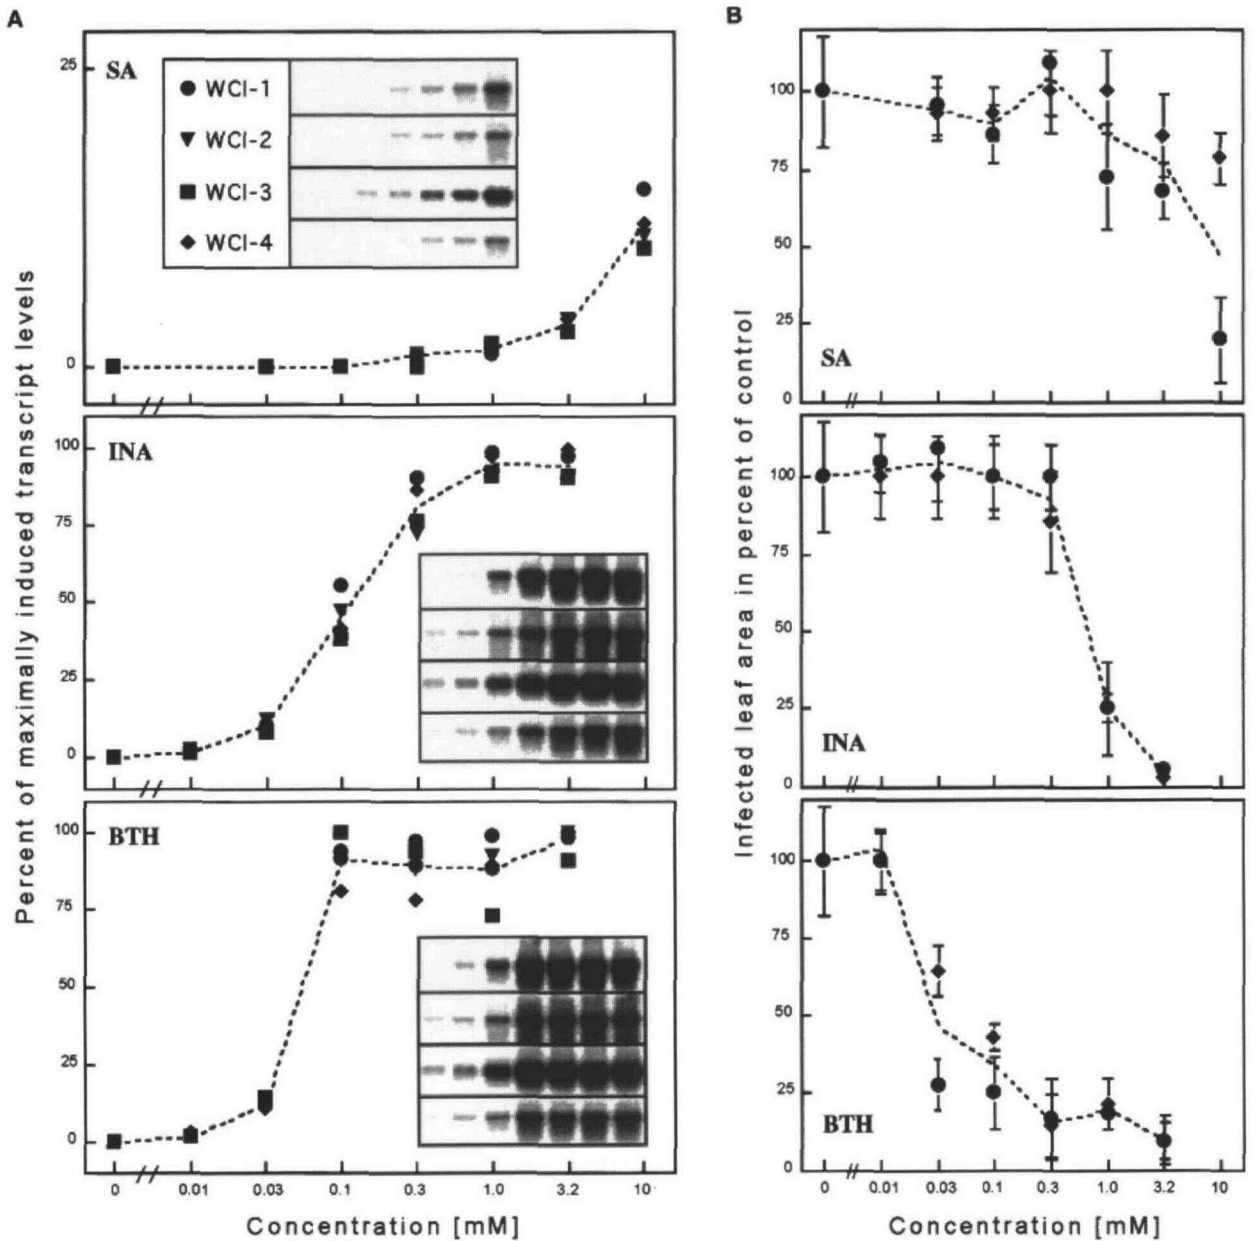 A
Percent of maximally induced transcript levels
SA
25
0
WCI-1
WCI-2
WCI-3
WCI-4
INA
100
75
50
25
0
BTH
100
75
50
25
0
0 0.01 0.03 0.1 0.3 1.0 3.2 10
Concentration [mM]
B
Infected leaf area in percent of control
100
75
50
25
0
SA
100
75
50
25
0
INA
100
75
50
25
0
BTH
0 0.01 0.03 0.1 0.3 1.0 3.2 10
Concentration [mM]